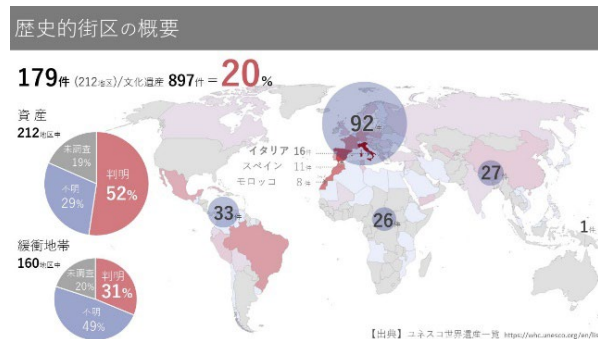 歴史的街区の概要
179件 (212地区)/文化遺産 897件 = 20%
資産
212地区中
未調査
19%
判明
52%
不明
29%
緩衝地帯
160地区中
未調査
20%
判明
31%
不明
49%
92件
イタリア 16件
スペイン 11件
モロッコ 8件
33件
26件
27件
1件
【出典】ユネスコ世界遺産一覧 https://whc.unesco.org/en/lis